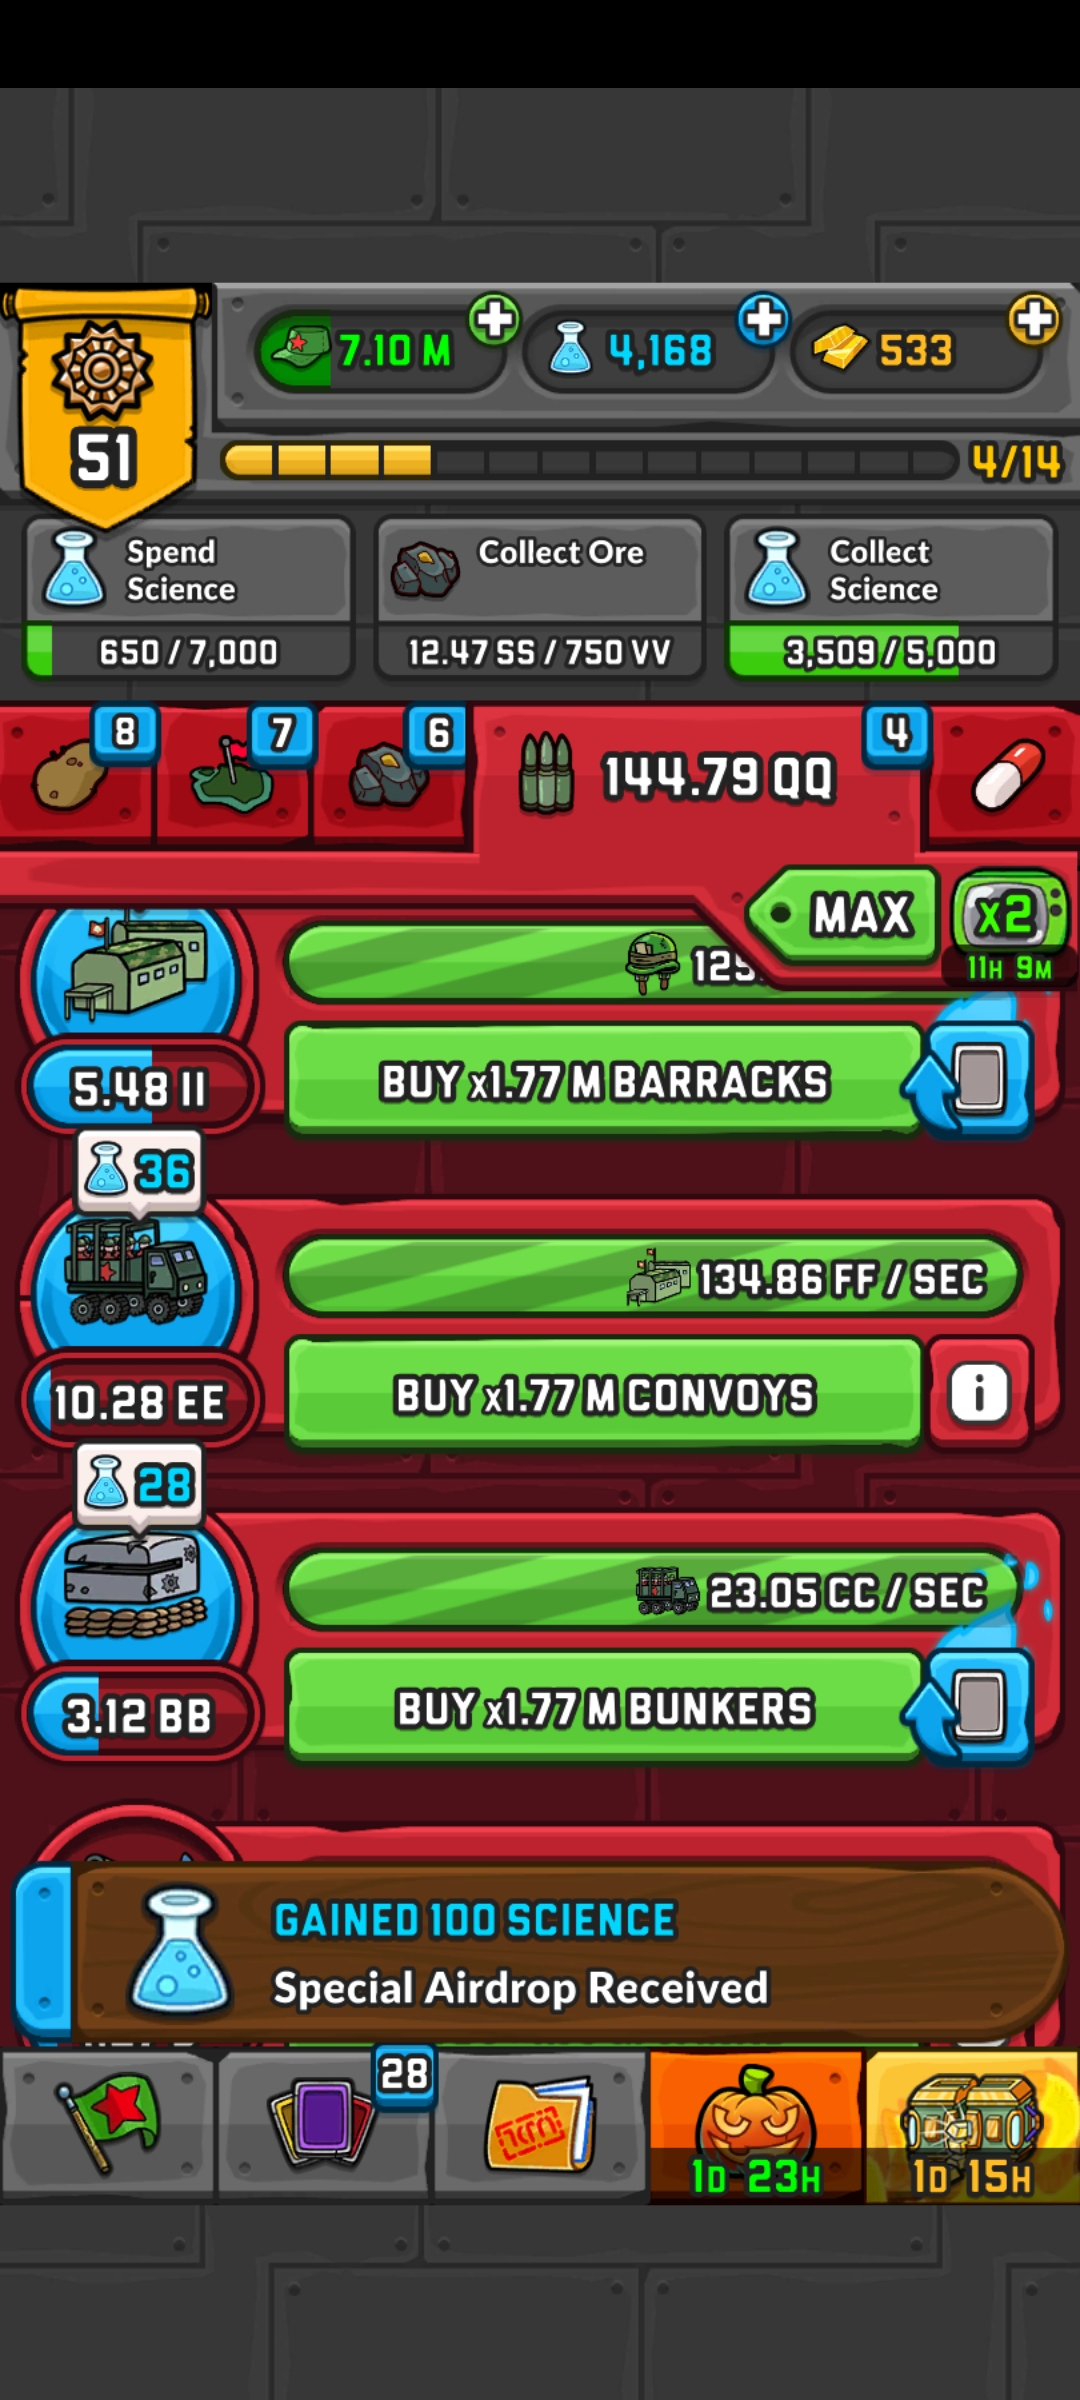 7.10 M
4,168
533
51
4/14
Spend
Science
650 / 7,000
Collect Ore
12.47 SS / 750 VV
Collect
Science
3,509 / 5,000
8
7
6
144.79 QQ
4
MAX
x2
11H 9M
5.48 II
BUY x1.77 M BARRACKS
36
134.86 FF / SEC
10.28 EE
BUY x1.77 M CONVOYS
i
28
23.05 CC / SEC
3.12 BB
BUY x1.77 M BUNKERS
GAINED 100 SCIENCE
Special Airdrop Received
28
1D 23H
1D 15H